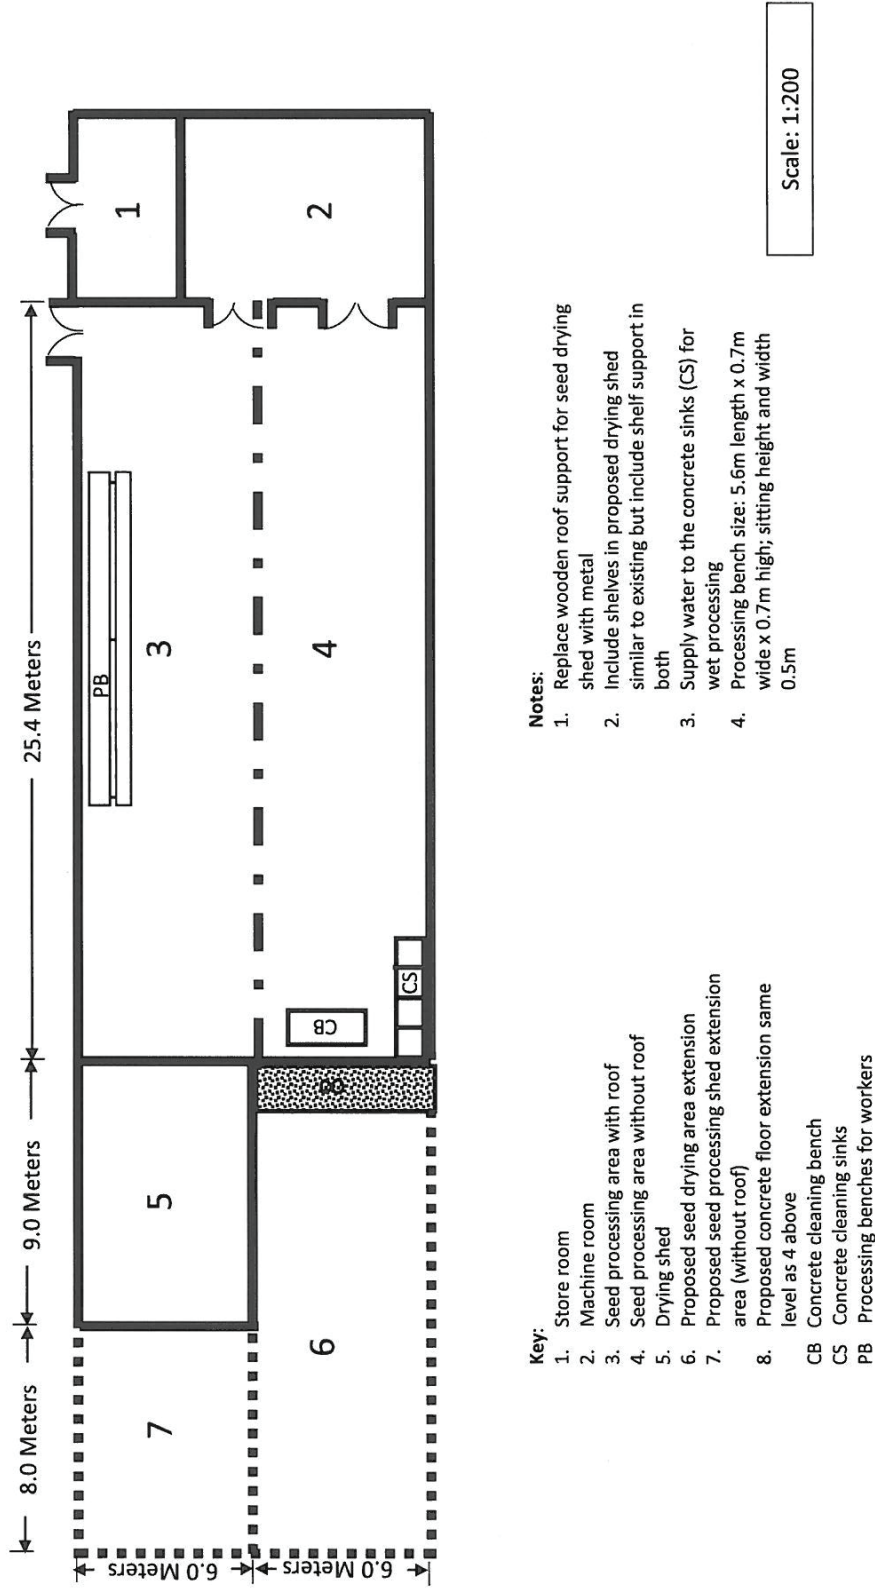 8.0 Meters
9.0 Meters
25.4 Meters
6.0 Meters
6.0 Meters
7
5
3
PB
1
6
8
4
CB
CS
2
Key:
1. Store room
2. Machine room
3. Seed processing area with roof
4. Seed processing area without roof
5. Drying shed
6. Proposed seed drying area extension
7. Proposed seed processing shed extension
area (without roof)
8. Proposed concrete floor extension same
level as 4 above
CB Concrete cleaning bench
CS Concrete cleaning sinks
PB Processing benches for workers
Notes:
1. Replace wooden roof support for seed drying
shed with metal
2. Include shelves in proposed drying shed
similar to existing but include shelf support in
both
3. Supply water to the concrete sinks (CS) for
wet processing
4. Processing bench size: 5.6m length x 0.7m
wide x 0.7m high; sitting height and width
0.5m
Scale: 1:200